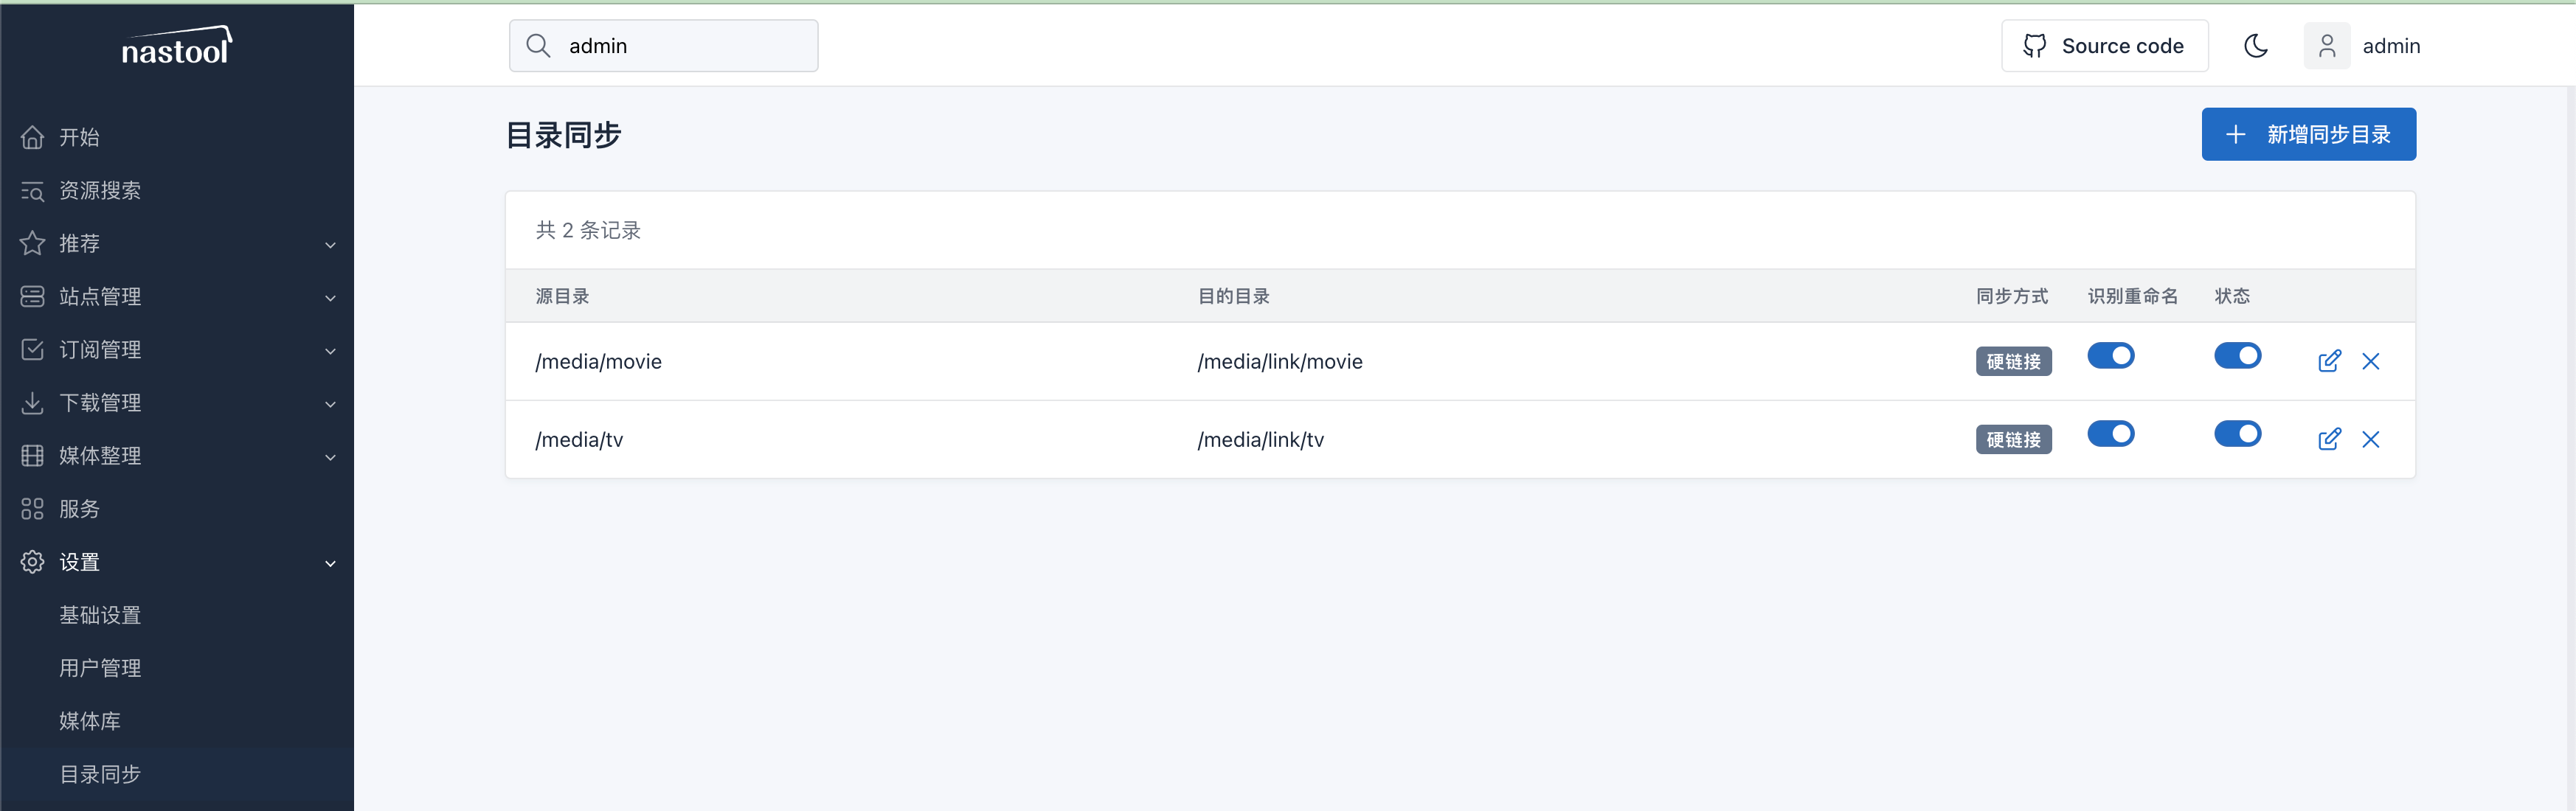 nastool
admin
Source code
admin
开始
资源搜索
推荐
站点管理
订阅管理
下载管理
媒体整理
服务
设置
基础设置
用户管理
媒体库
目录同步
目录同步
新增同步目录
共 2 条记录
源目录 目的目录 同步方式 识别重命名 状态
/media/movie /media/link/movie 硬链接
/media/tv /media/link/tv 硬链接